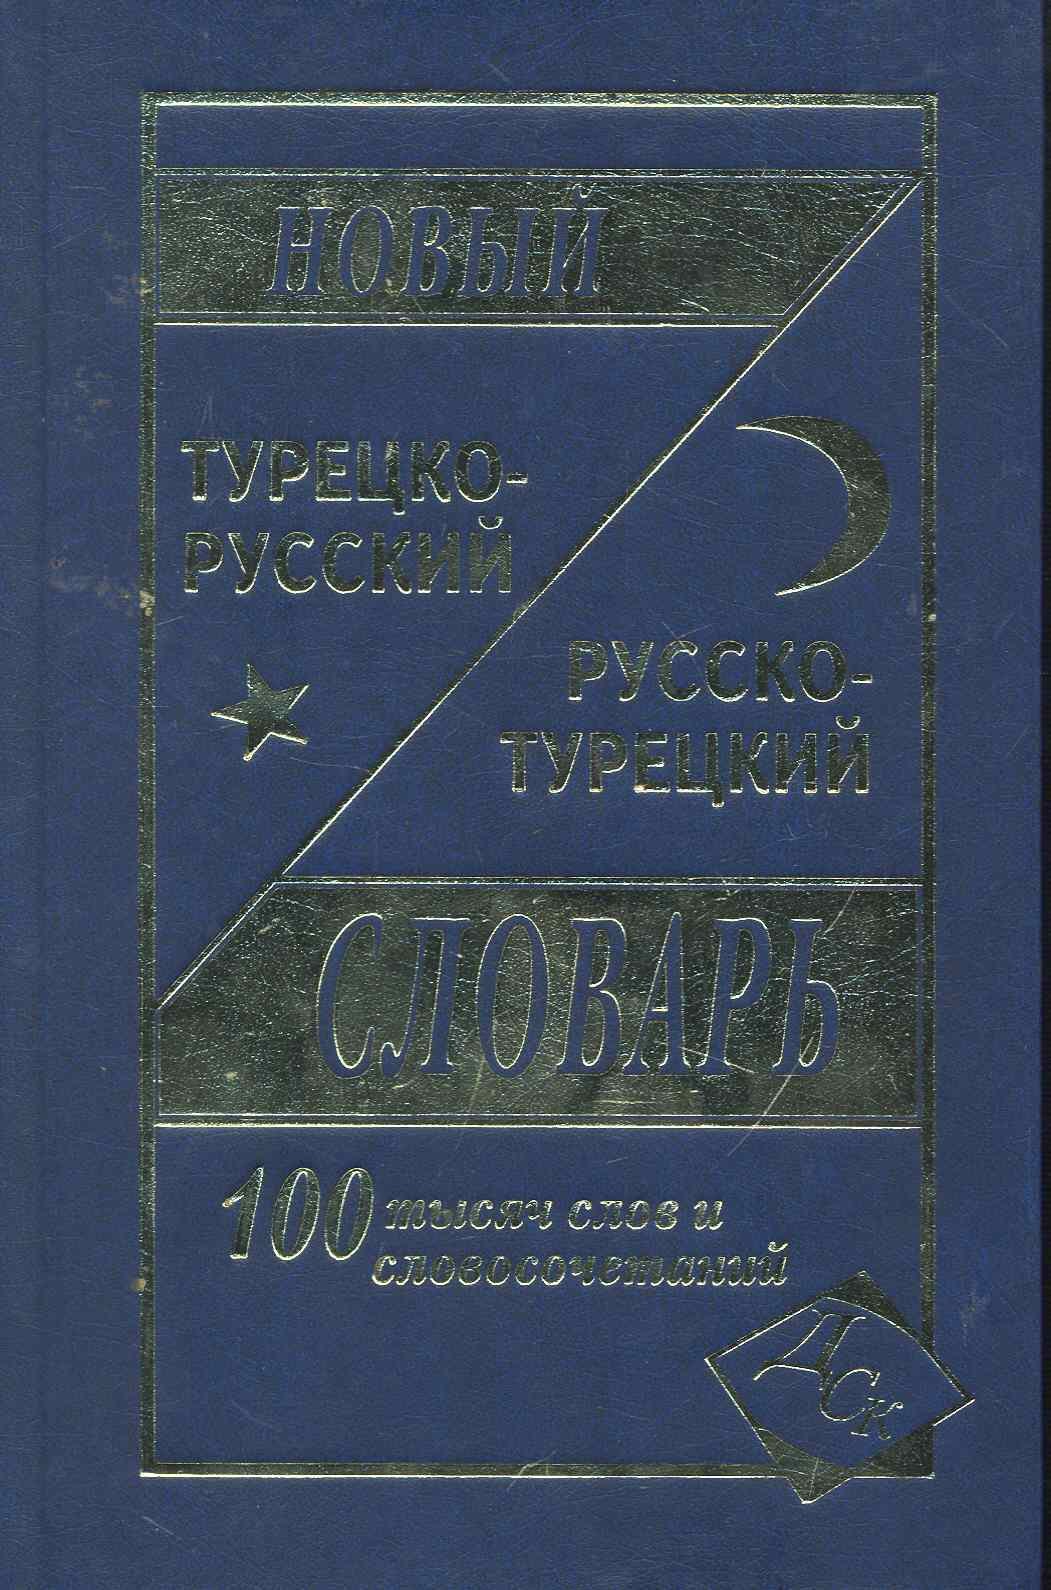 НОВЫЙ
ТУРЕЦКО-
РУССКИЙ
РУССКО-
ТУРЕЦКИЙ
СЛОВАРЬ
100 тысяч слов и
словосочетаний
ДСК